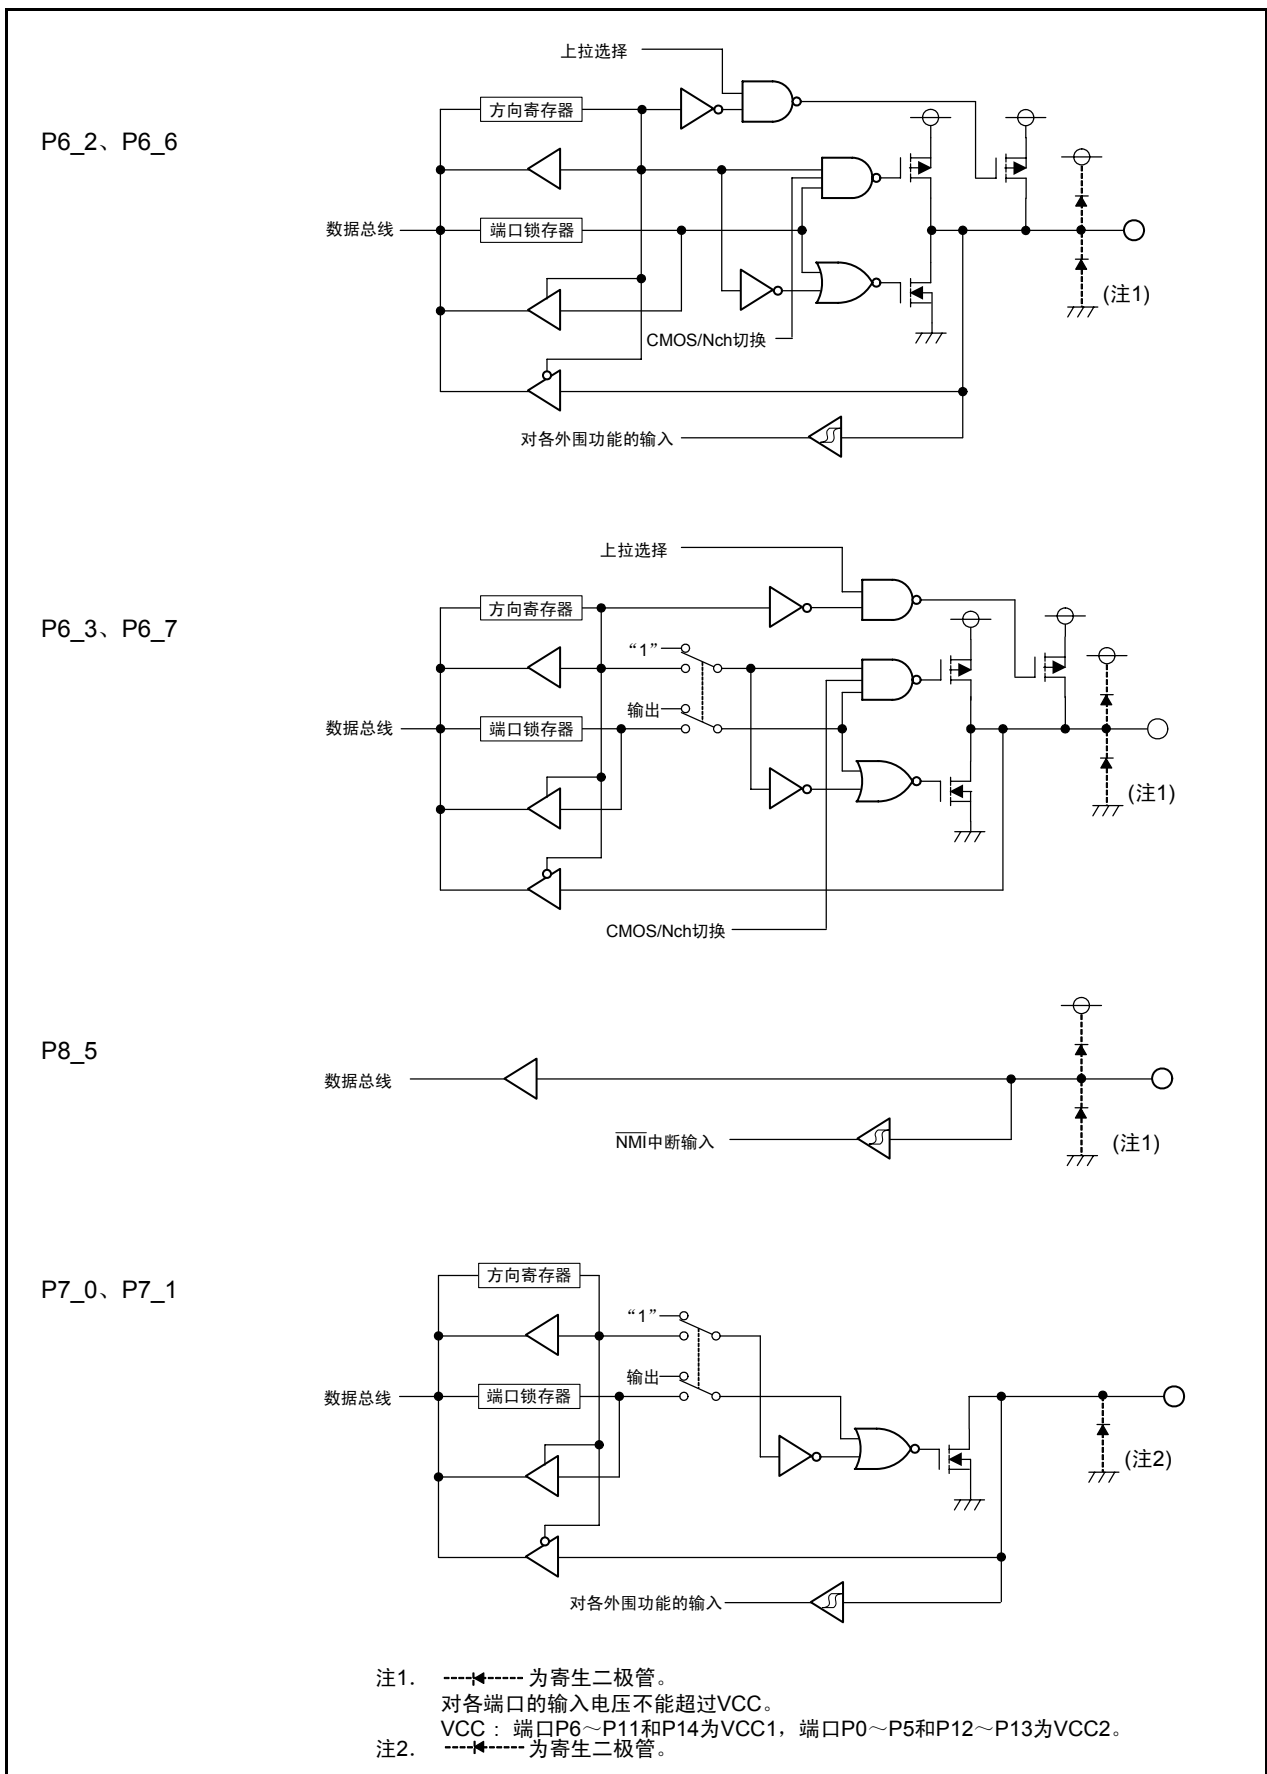 上拉选择
方向寄存器
P6_2、P6_6
数据总线
端口锁存器
(注1)
CMOS/Nch切换
对各外围功能的输入
上拉选择
方向寄存器
P6_3、P6_7
“1”
输出
数据总线
端口锁存器
(注1)
CMOS/Nch切换
P8_5
数据总线
NMI中断输入
(注1)
方向寄存器
P7_0、P7_1
“1”
输出
数据总线
端口锁存器
(注2)
对各外围功能的输入
注1. 为寄生二极管。
对各端口的输入电压不能超过VCC。
VCC : 端口P6～P11和P14为VCC1，端口P0～P5和P12～P13为VCC2。
注2. 为寄生二极管。